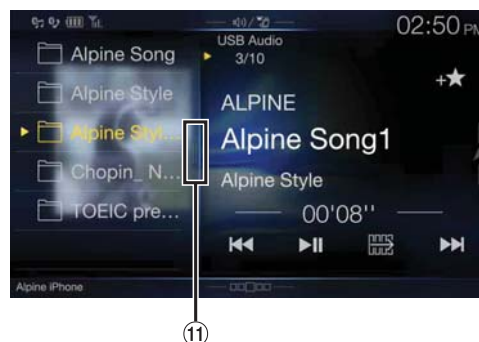 02:50 PM
USB Audio
3/10
Alpine Song
Alpine Style
Alpine Styl...
Chopin_ N...
TOEIC pre...
ALPINE
Alpine Song1
Alpine Style
00'08''
Alpine iPhone
11